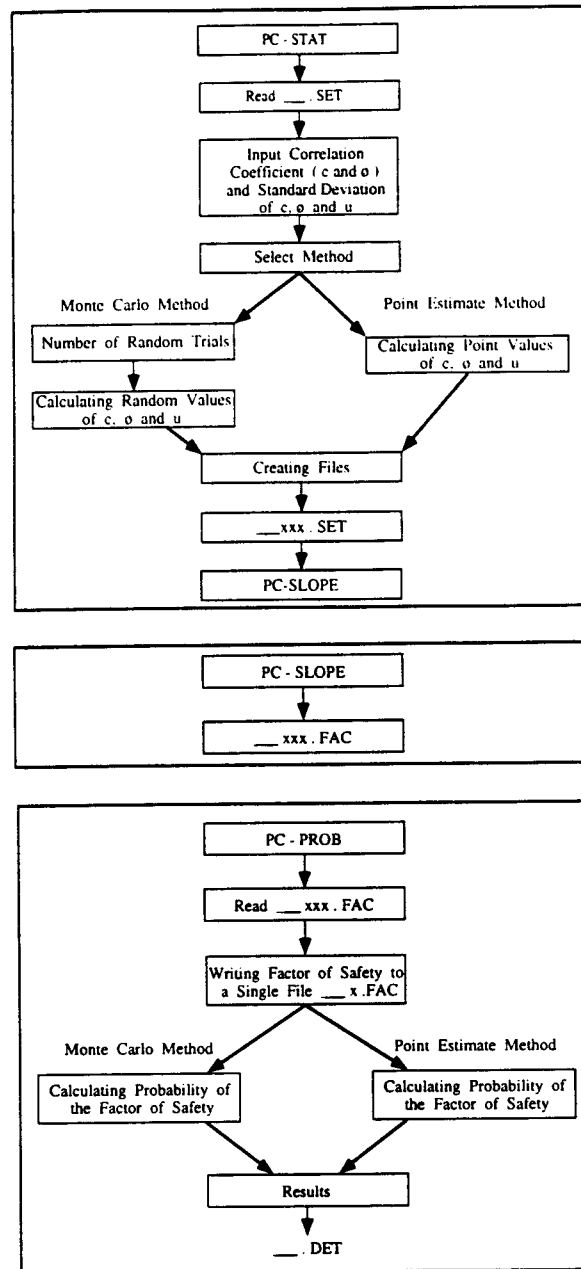 PC - STAT
Read ___ . SET
Input Correlation
Coefficient ( c and ø )
and Standard Deviation
of c, ø and u
Select Method
Monte Carlo Method
Point Estimate Method
Number of Random Trials
Calculating Point Values
of c, ø and u
Calculating Random Values
of c, ø and u
Creating Files
___xxx . SET
PC-SLOPE
PC - SLOPE
___ xxx . FAC
PC - PROB
Read ___ xxx . FAC
Writing Factor of Safety to
a Single File ___ x .FAC
Monte Carlo Method
Point Estimate Method
Calculating Probability of
the Factor of Safety
Calculating Probability of
the Factor of Safety
Results
___ . DET